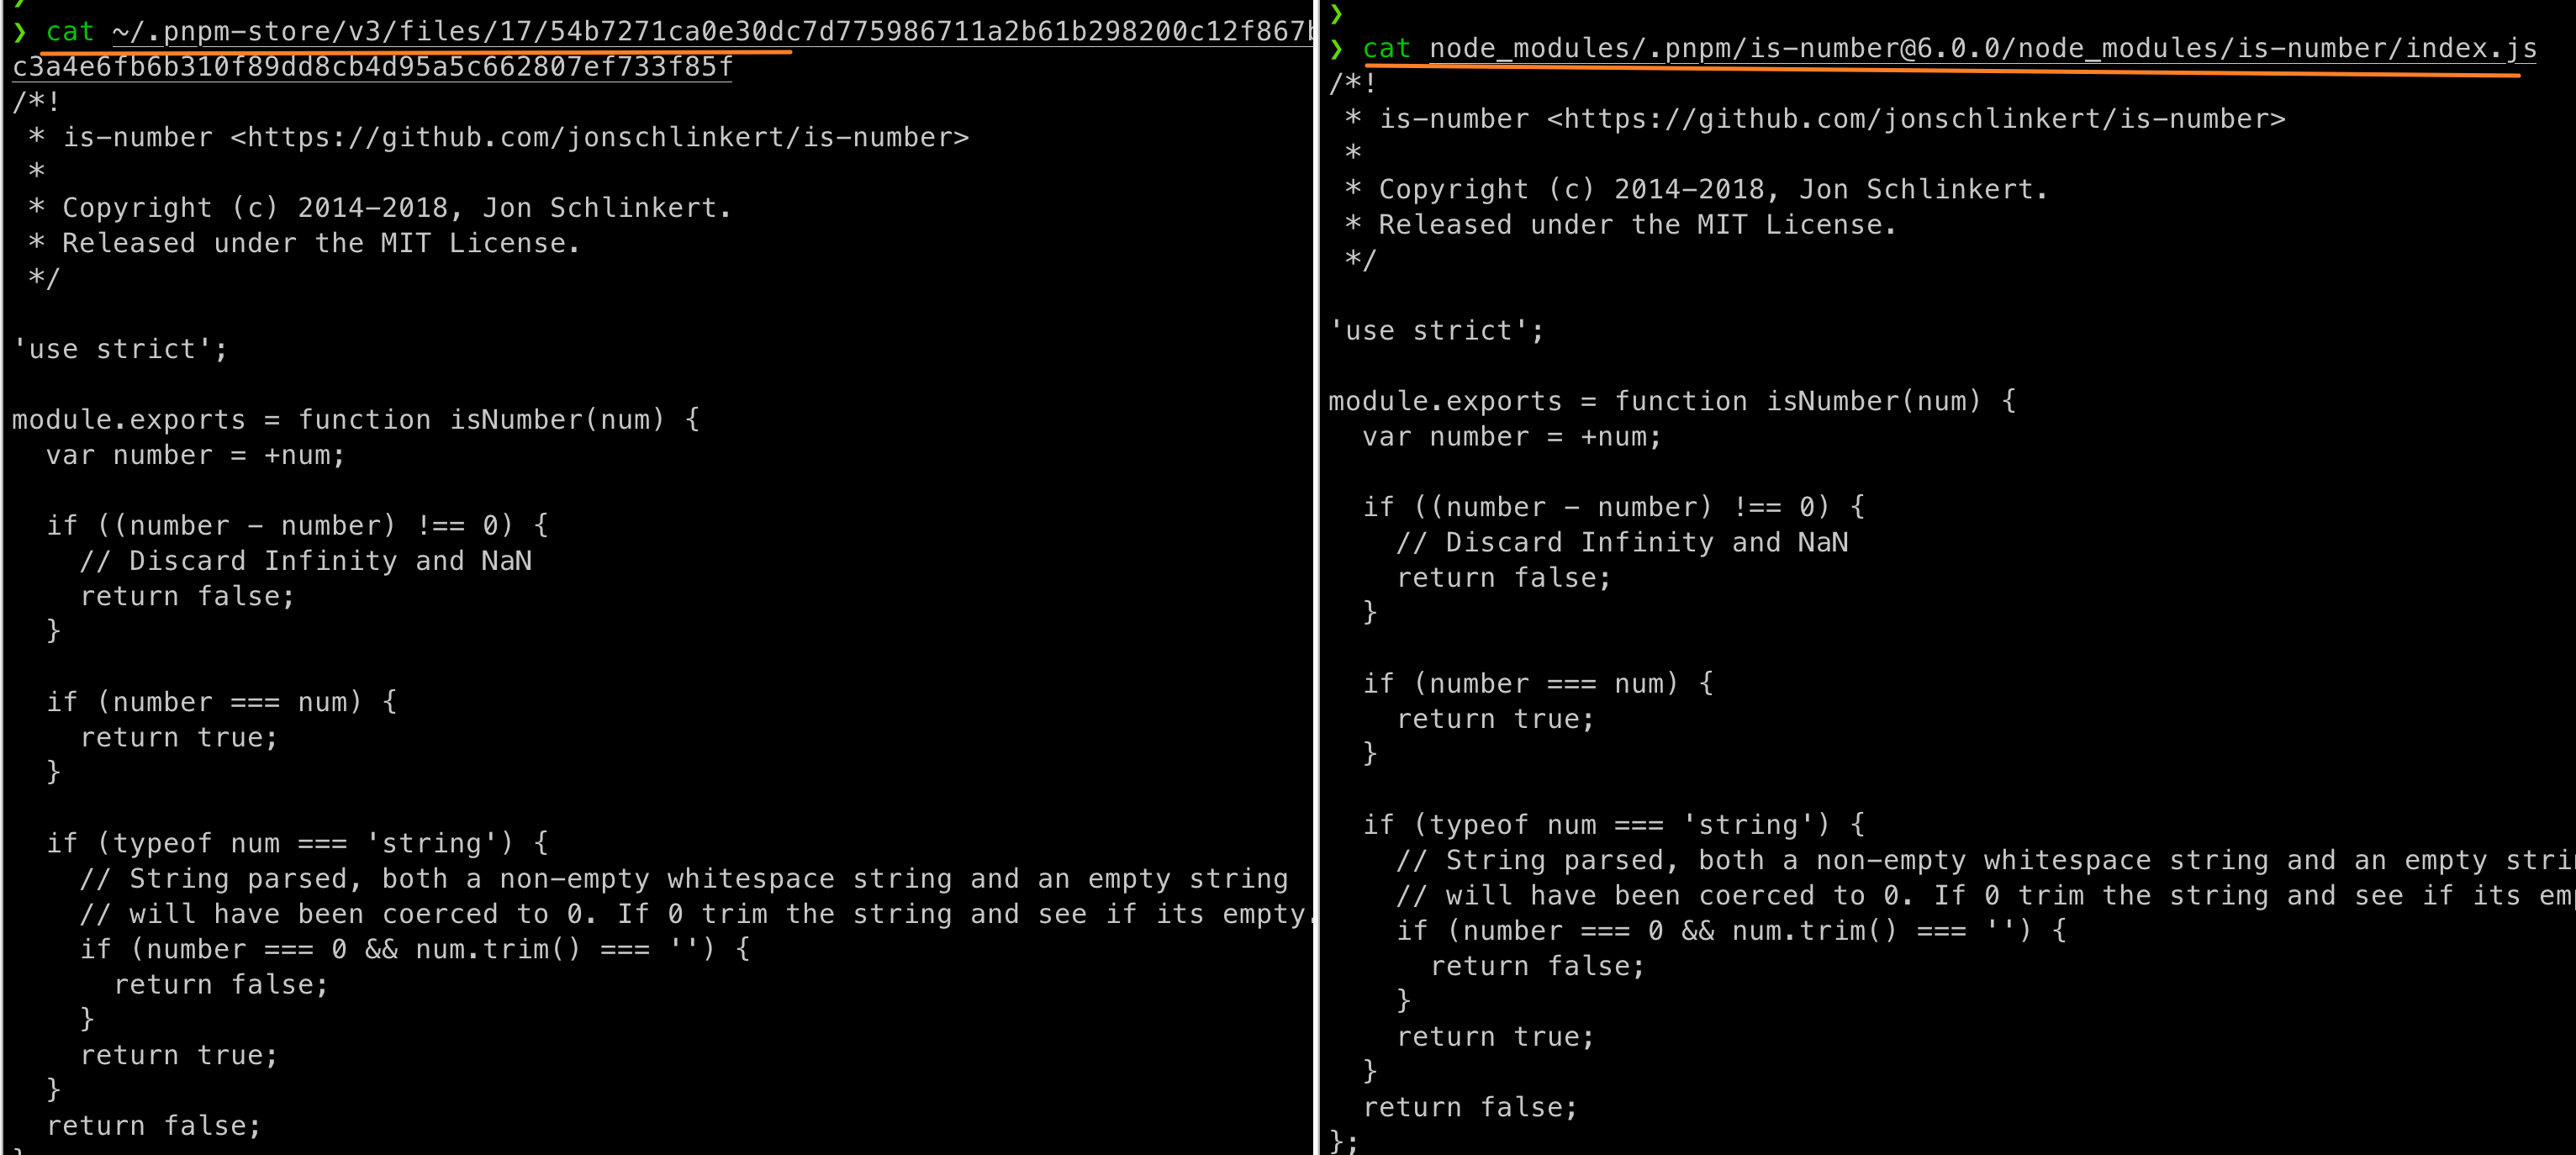 ❯ cat ~/.pnpm-store/v3/files/17/54b7271ca0e30dc7d775986711a2b61b298200c12f867b
c3a4e6fb6b310f89dd8cb4d95a5c662807ef733f85f
/*!
 * is-number <https://github.com/jonschlinkert/is-number>
 *
 * Copyright (c) 2014-2018, Jon Schlinkert.
 * Released under the MIT License.
 */

'use strict';

module.exports = function isNumber(num) {
  var number = +num;

  if ((number - number) !== 0) {
    // Discard Infinity and NaN
    return false;
  }

  if (number === num) {
    return true;
  }

  if (typeof num === 'string') {
    // String parsed, both a non-empty whitespace string and an empty string
    // will have been coerced to 0. If 0 trim the string and see if its empty.
    if (number === 0 && num.trim() === '') {
      return false;
    }
    return true;
  }
  return false;
❯
❯ cat node_modules/.pnpm/is-number@6.0.0/node_modules/is-number/index.js
/*!
 * is-number <https://github.com/jonschlinkert/is-number>
 *
 * Copyright (c) 2014-2018, Jon Schlinkert.
 * Released under the MIT License.
 */

'use strict';

module.exports = function isNumber(num) {
  var number = +num;

  if ((number - number) !== 0) {
    // Discard Infinity and NaN
    return false;
  }

  if (number === num) {
    return true;
  }

  if (typeof num === 'string') {
    // String parsed, both a non-empty whitespace string and an empty stri
    // will have been coerced to 0. If 0 trim the string and see if its em
    if (number === 0 && num.trim() === '') {
      return false;
    }
    return true;
  }
  return false;
};